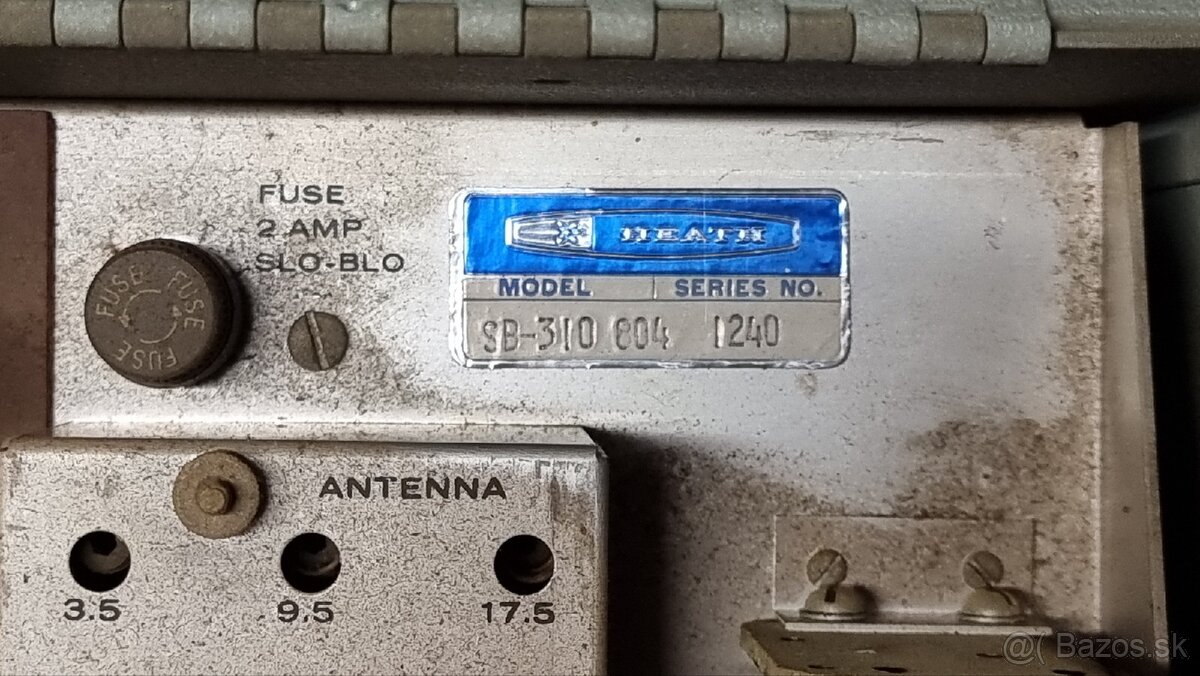 FUSE
2 AMP
SLO-BLO
FUSE FUSE FUSE
HEATH
MODEL SERIES NO.
SB-310 804 1240
ANTENNA
3.5 9.5 17.5
@( Bazos.sk